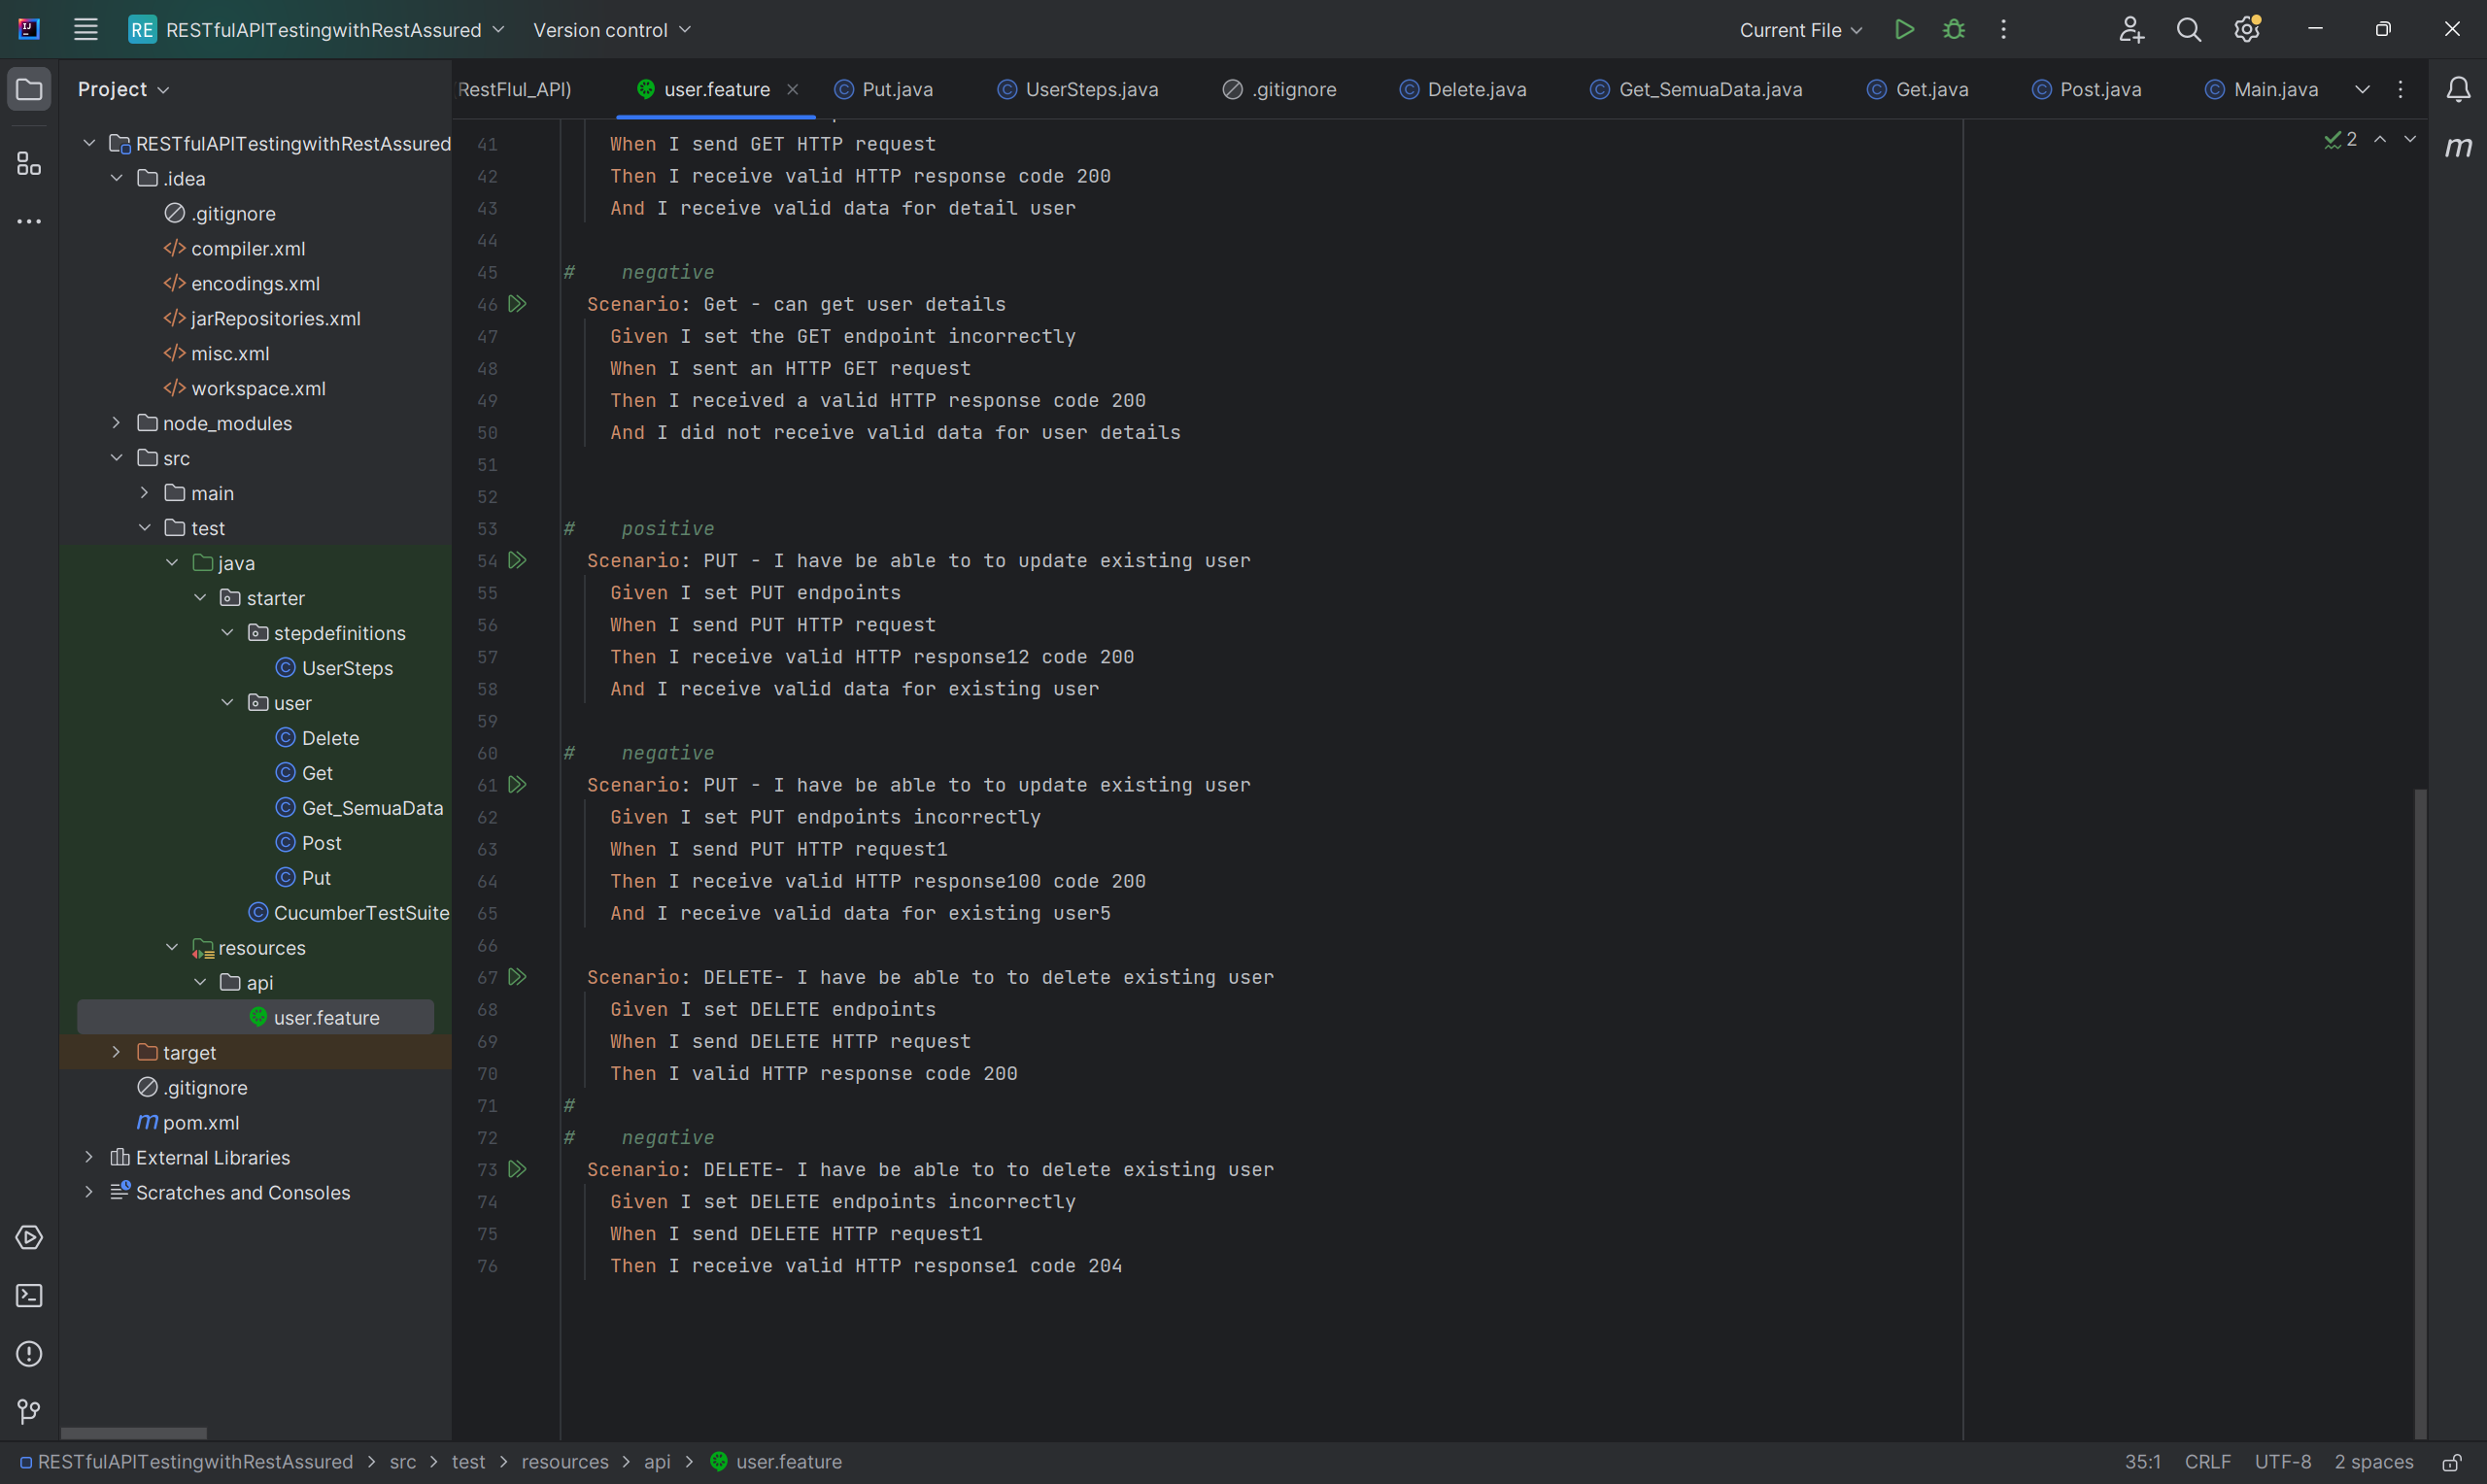 RE RESTfulAPITestingwithRestAssured Version control Current File
Project
RestFlul_API) user.feature Put.java UserSteps.java .gitignore Delete.java Get_SemuaData.java Get.java Post.java Main.java
RESTfulAPITestingwithRestAssured
.idea
.gitignore
compiler.xml
encodings.xml
jarRepositories.xml
misc.xml
workspace.xml
node_modules
src
main
test
java
starter
stepdefinitions
UserSteps
user
Delete
Get
Get_SemuaData
Post
Put
CucumberTestSuite
resources
api
user.feature
target
.gitignore
pom.xml
External Libraries
Scratches and Consoles
2
41 When I send GET HTTP request
42 Then I receive valid HTTP response code 200
43 And I receive valid data for detail user
44
45 # negative
46 Scenario: Get - can get user details
47 Given I set the GET endpoint incorrectly
48 When I sent an HTTP GET request
49 Then I received a valid HTTP response code 200
50 And I did not receive valid data for user details
51
52
53 # positive
54 Scenario: PUT - I have be able to to update existing user
55 Given I set PUT endpoints
56 When I send PUT HTTP request
57 Then I receive valid HTTP response12 code 200
58 And I receive valid data for existing user
59
60 # negative
61 Scenario: PUT - I have be able to to update existing user
62 Given I set PUT endpoints incorrectly
63 When I send PUT HTTP request1
64 Then I receive valid HTTP response100 code 200
65 And I receive valid data for existing user5
66
67 Scenario: DELETE- I have be able to to delete existing user
68 Given I set DELETE endpoints
69 When I send DELETE HTTP request
70 Then I valid HTTP response code 200
71 #
72 # negative
73 Scenario: DELETE- I have be able to to delete existing user
74 Given I set DELETE endpoints incorrectly
75 When I send DELETE HTTP request1
76 Then I receive valid HTTP response1 code 204
m
RESTfulAPITestingwithRestAssured > src > test > resources > api > user.feature 35:1 CRLF UTF-8 2 spaces